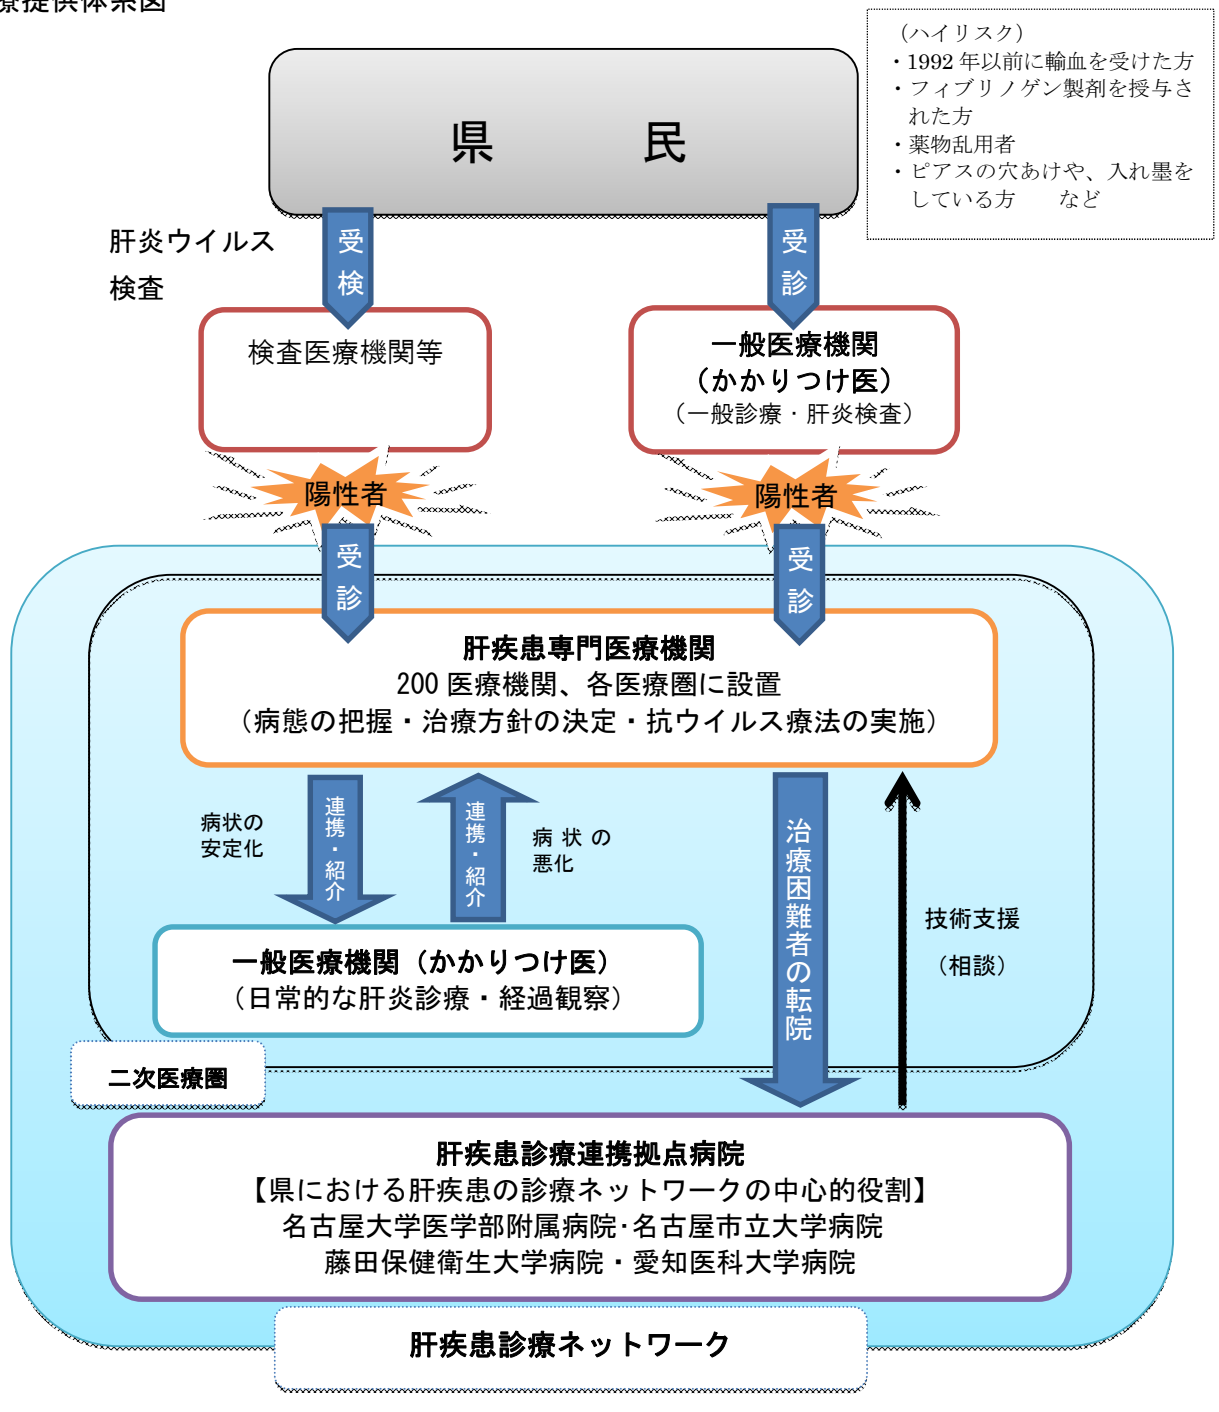 療提供体系図
（ハイリスク）
・1992 年以前に輸血を受けた方
・フィブリノゲン製剤を授与さ
れた方
・薬物乱用者
・ピアスの穴あけや、入れ墨を
している方　　など
県　　　民
肝炎ウイルス
検査
受検
受診
検査医療機関等
一般医療機関
（かかりつけ医）
（一般診療・肝炎検査）
陽性者
陽性者
受診
受診
肝疾患専門医療機関
200 医療機関、各医療圏に設置
（病態の把握・治療方針の決定・抗ウイルス療法の実施）
病状の
安定化
連携・紹介
連携・紹介
病 状 の
悪化
治療困難者の転院
技術支援
（相談）
一般医療機関（かかりつけ医）
（日常的な肝炎診療・経過観察）
二次医療圏
肝疾患診療連携拠点病院
【県における肝疾患の診療ネットワークの中心的役割】
名古屋大学医学部附属病院･名古屋市立大学病院
藤田保健衛生大学病院・愛知医科大学病院
肝疾患診療ネットワーク